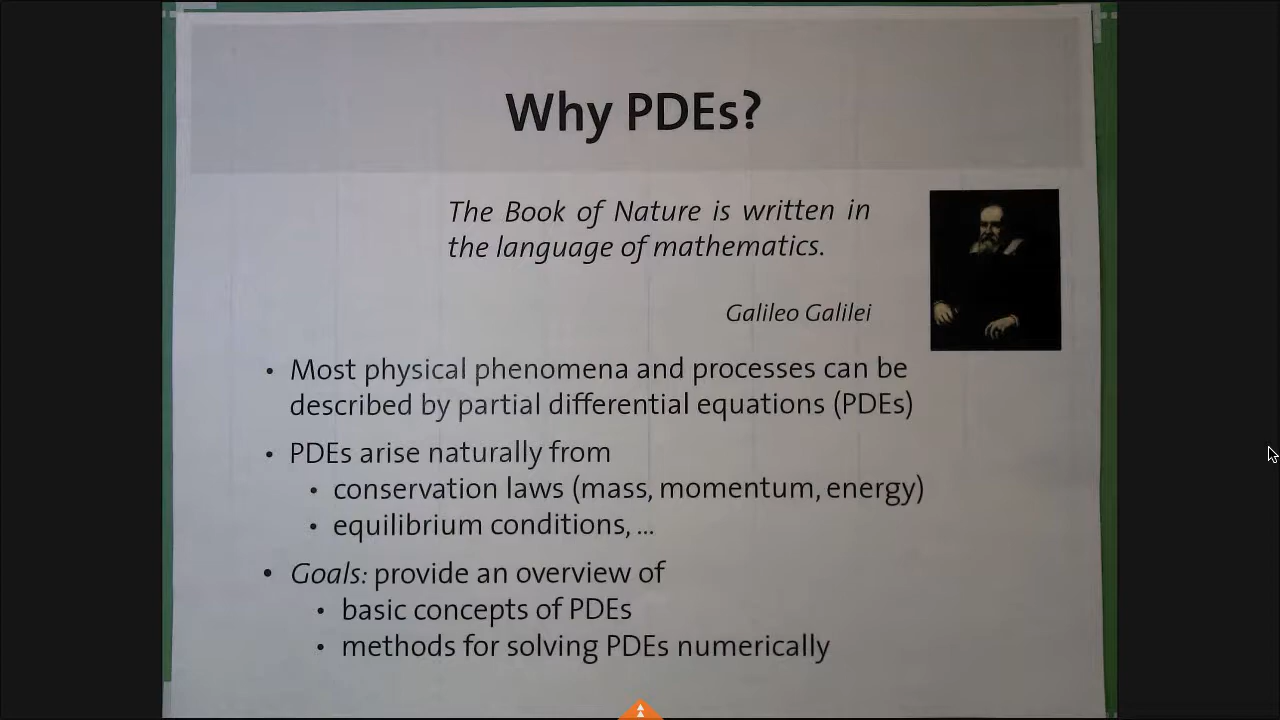 Why PDEs?
The Book of Nature is written in
the language of mathematics.
Galileo Galilei
• Most physical phenomena and processes can be
described by partial differential equations (PDEs)
• PDEs arise naturally from
• conservation laws (mass, momentum, energy)
• equilibrium conditions, ...
• Goals: provide an overview of
• basic concepts of PDEs
• methods for solving PDEs numerically